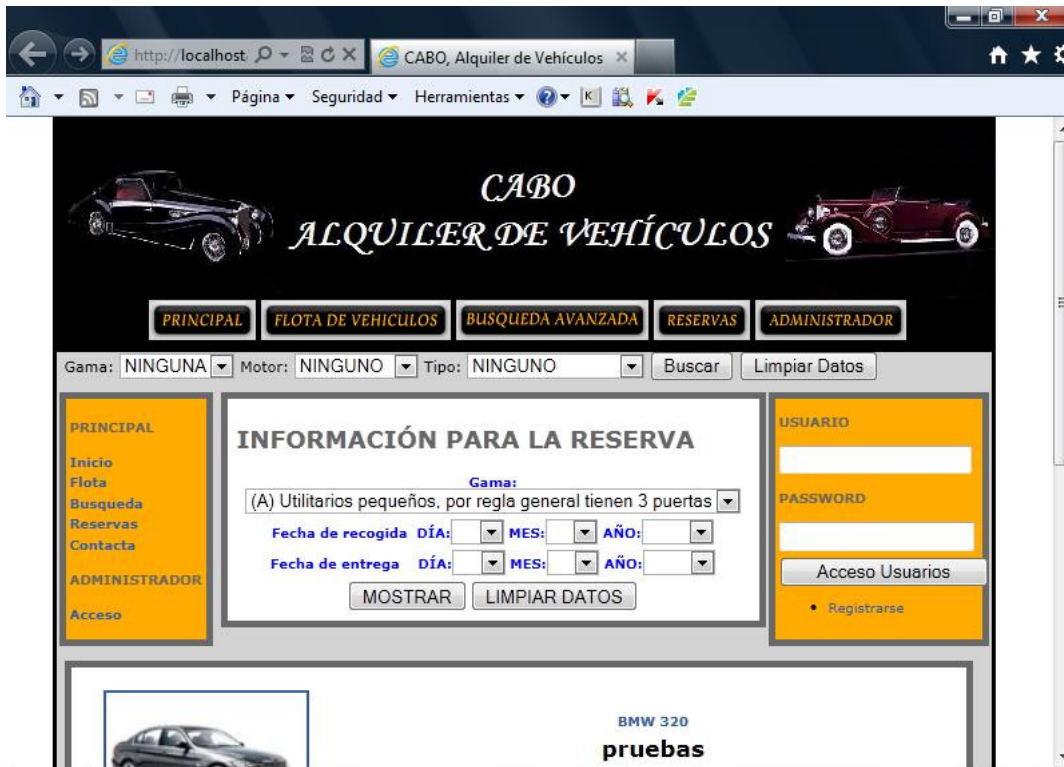 http://localhost
CABO, Alquiler de Vehículos
Página Seguridad Herramientas
CABO
ALQUILER DE VEHÍCULOS
PRINCIPAL FLOTA DE VEHICULOS BUSQUEDA AVANZADA RESERVAS ADMINISTRADOR
Gama: NINGUNA Motor: NINGUNO Tipo: NINGUNO Buscar Limpiar Datos
PRINCIPAL
Inicio
Flota
Busqueda
Reservas
Contacta
ADMINISTRADOR
Acceso
INFORMACIÓN PARA LA RESERVA
Gama:
(A) Utilitarios pequeños, por regla general tienen 3 puertas
Fecha de recogida DÍA: MES: AÑO:
Fecha de entrega DÍA: MES: AÑO:
MOSTRAR LIMPIAR DATOS
USUARIO
PASSWORD
Acceso Usuarios
Registrarse
BMW 320
pruebas